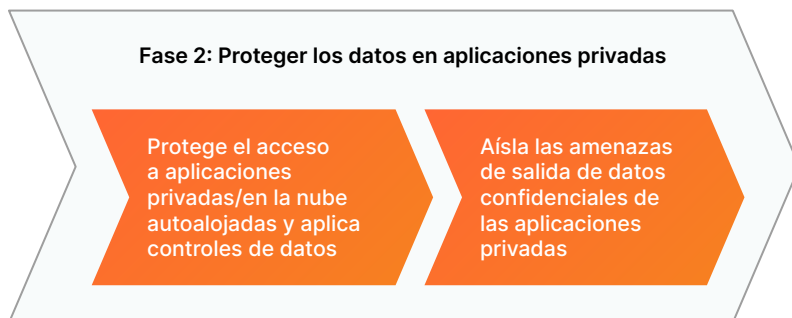 Fase 2: Proteger los datos en aplicaciones privadas
Protege el acceso
a aplicaciones
privadas/en la nube
autoalojadas y aplica
controles de datos
Aísla las amenazas
de salida de datos
confidenciales de
las aplicaciones
privadas